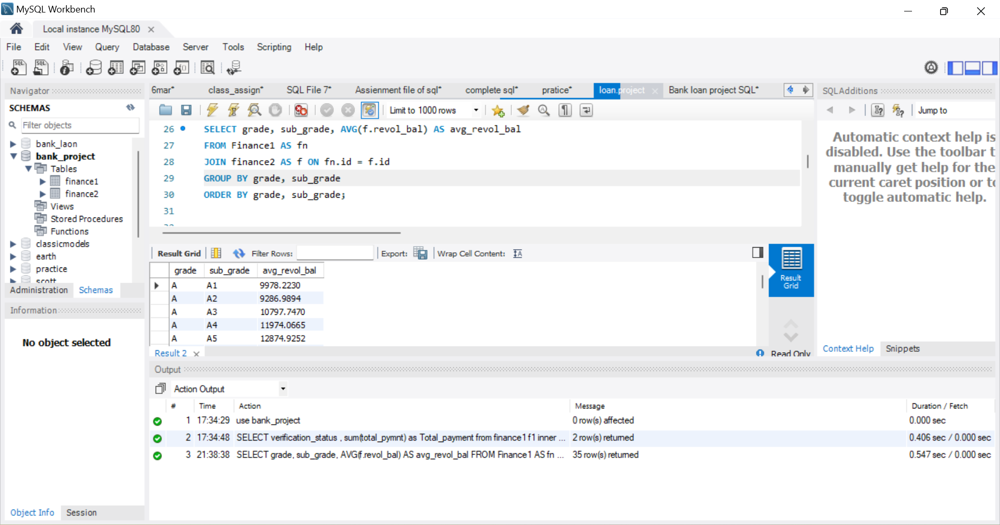 MySQL Workbench
Local instance MySQL80
File Edit View Query Database Server Tools Scripting Help
Navigator
SCHEMAS
Filter objects
bank_laon
bank_project
Tables
finance1
finance2
Views
Stored Procedures
Functions
classicmodels
earth
practice
scott
Administration Schemas
Information
No object selected
Object Info Session
6mar* class_assign* SQL File 7* Assienment file of sql* complete sql* pratice* loan.project Bank loan project SQL*
Limit to 1000 rows
26 SELECT grade, sub_grade, AVG(f.revol_bal) AS avg_revol_bal
27 FROM Finance1 AS fn
28 JOIN finance2 AS f ON fn.id = f.id
29 GROUP BY grade, sub_grade
30 ORDER BY grade, sub_grade;
31
Result Grid Filter Rows: Export: Wrap Cell Content:
grade sub_grade avg_revol_bal
A A1 9978.2230
A A2 9286.9894
A A3 10797.7470
A A4 11974.0665
A A5 12874.9252
Result Grid
Result 2 Read Only
SQLAdditions
Jump to
Automatic context help is
disabled. Use the toolbar t
manually get help for the
current caret position or to
toggle automatic help.
Context Help Snippets
Output
Action Output
# Time Action Message Duration / Fetch
1 17:34:29 use bank_project 0 row(s) affected 0.000 sec
2 17:34:48 SELECT verification_status , sum(total_pymnt) as Total_payment from finance1 f1 inner ... 2 row(s) returned 0.406 sec / 0.000 sec
3 21:38:38 SELECT grade, sub_grade, AVG(f.revol_bal) AS avg_revol_bal FROM Finance1 AS fn ... 35 row(s) returned 0.547 sec / 0.000 sec